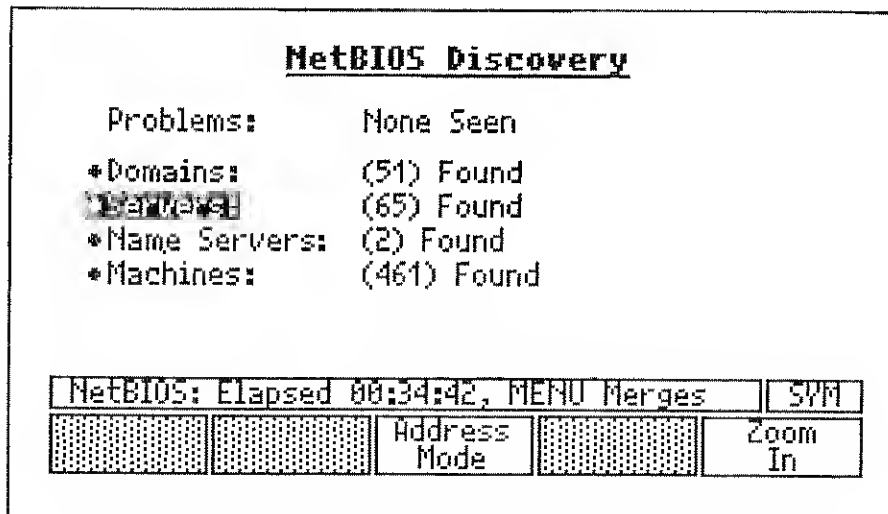 NetBIOS Discovery
Problems: None Seen
*Domains: (51) Found
*Servers: (65) Found
*Name Servers: (2) Found
*Machines: (461) Found
NetBIOS: Elapsed 00:34:42, MENU Merges SYM
Address Mode
Zoom In